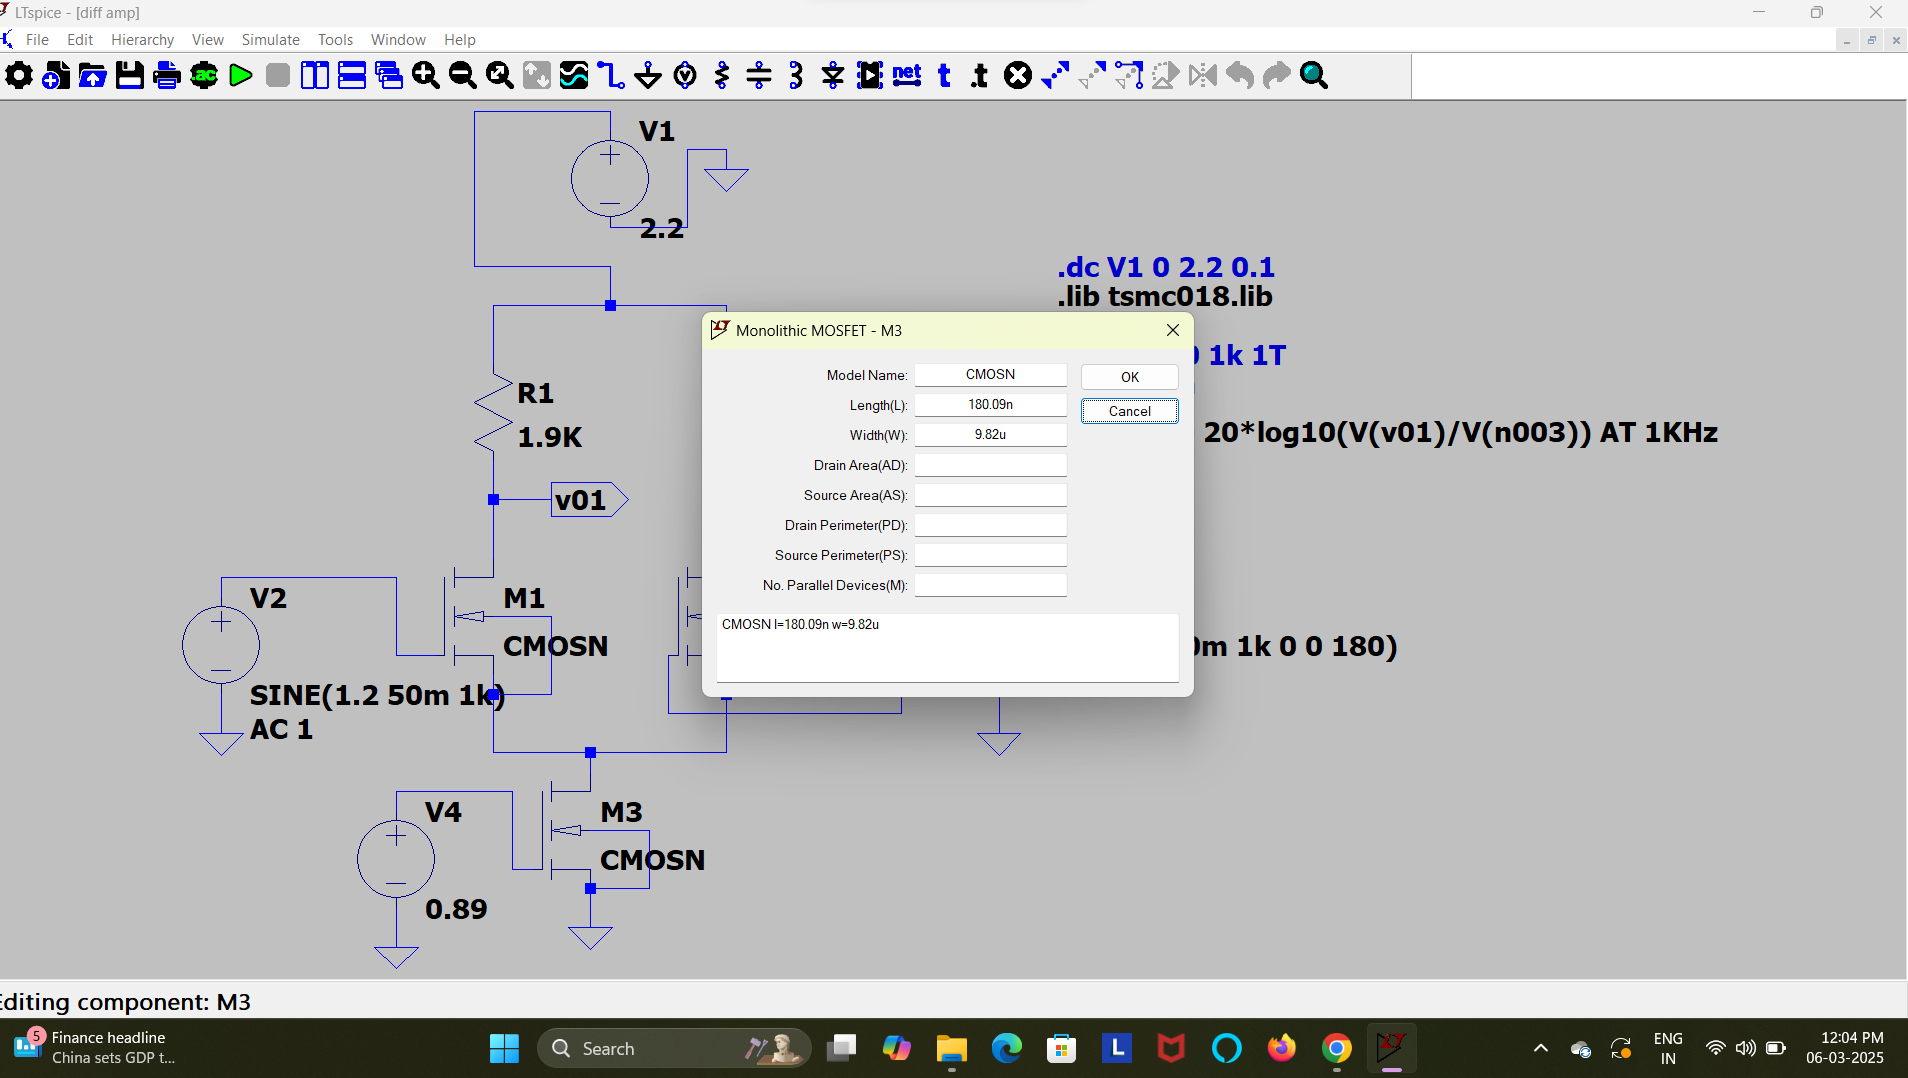 LTspice - [diff amp]
File Edit Hierarchy View Simulate Tools Window Help
.ac net t .t
V1
2.2
.dc V1 0 2.2 0.1
.lib tsmc018.lib
1k 1T
R1
1.9K
20*log10(V(v01)/V(n003)) AT 1KHz
v01
V2
M1
CMOSN
SINE(1.2 50m 1k)
AC 1
m 1k 0 0 180)
V4
M3
CMOSN
0.89
Monolithic MOSFET - M3
Model Name: CMOSN
OK
Length(L): 180.09n
Cancel
Width(W): 9.82u
Drain Area(AD):
Source Area(AS):
Drain Perimeter(PD):
Source Perimeter(PS):
No. Parallel Devices(M):
CMOSN l=180.09n w=9.82u
Editing component: M3
5
Finance headline
China sets GDP t...
Search
L
ENG
IN
12:04 PM
06-03-2025